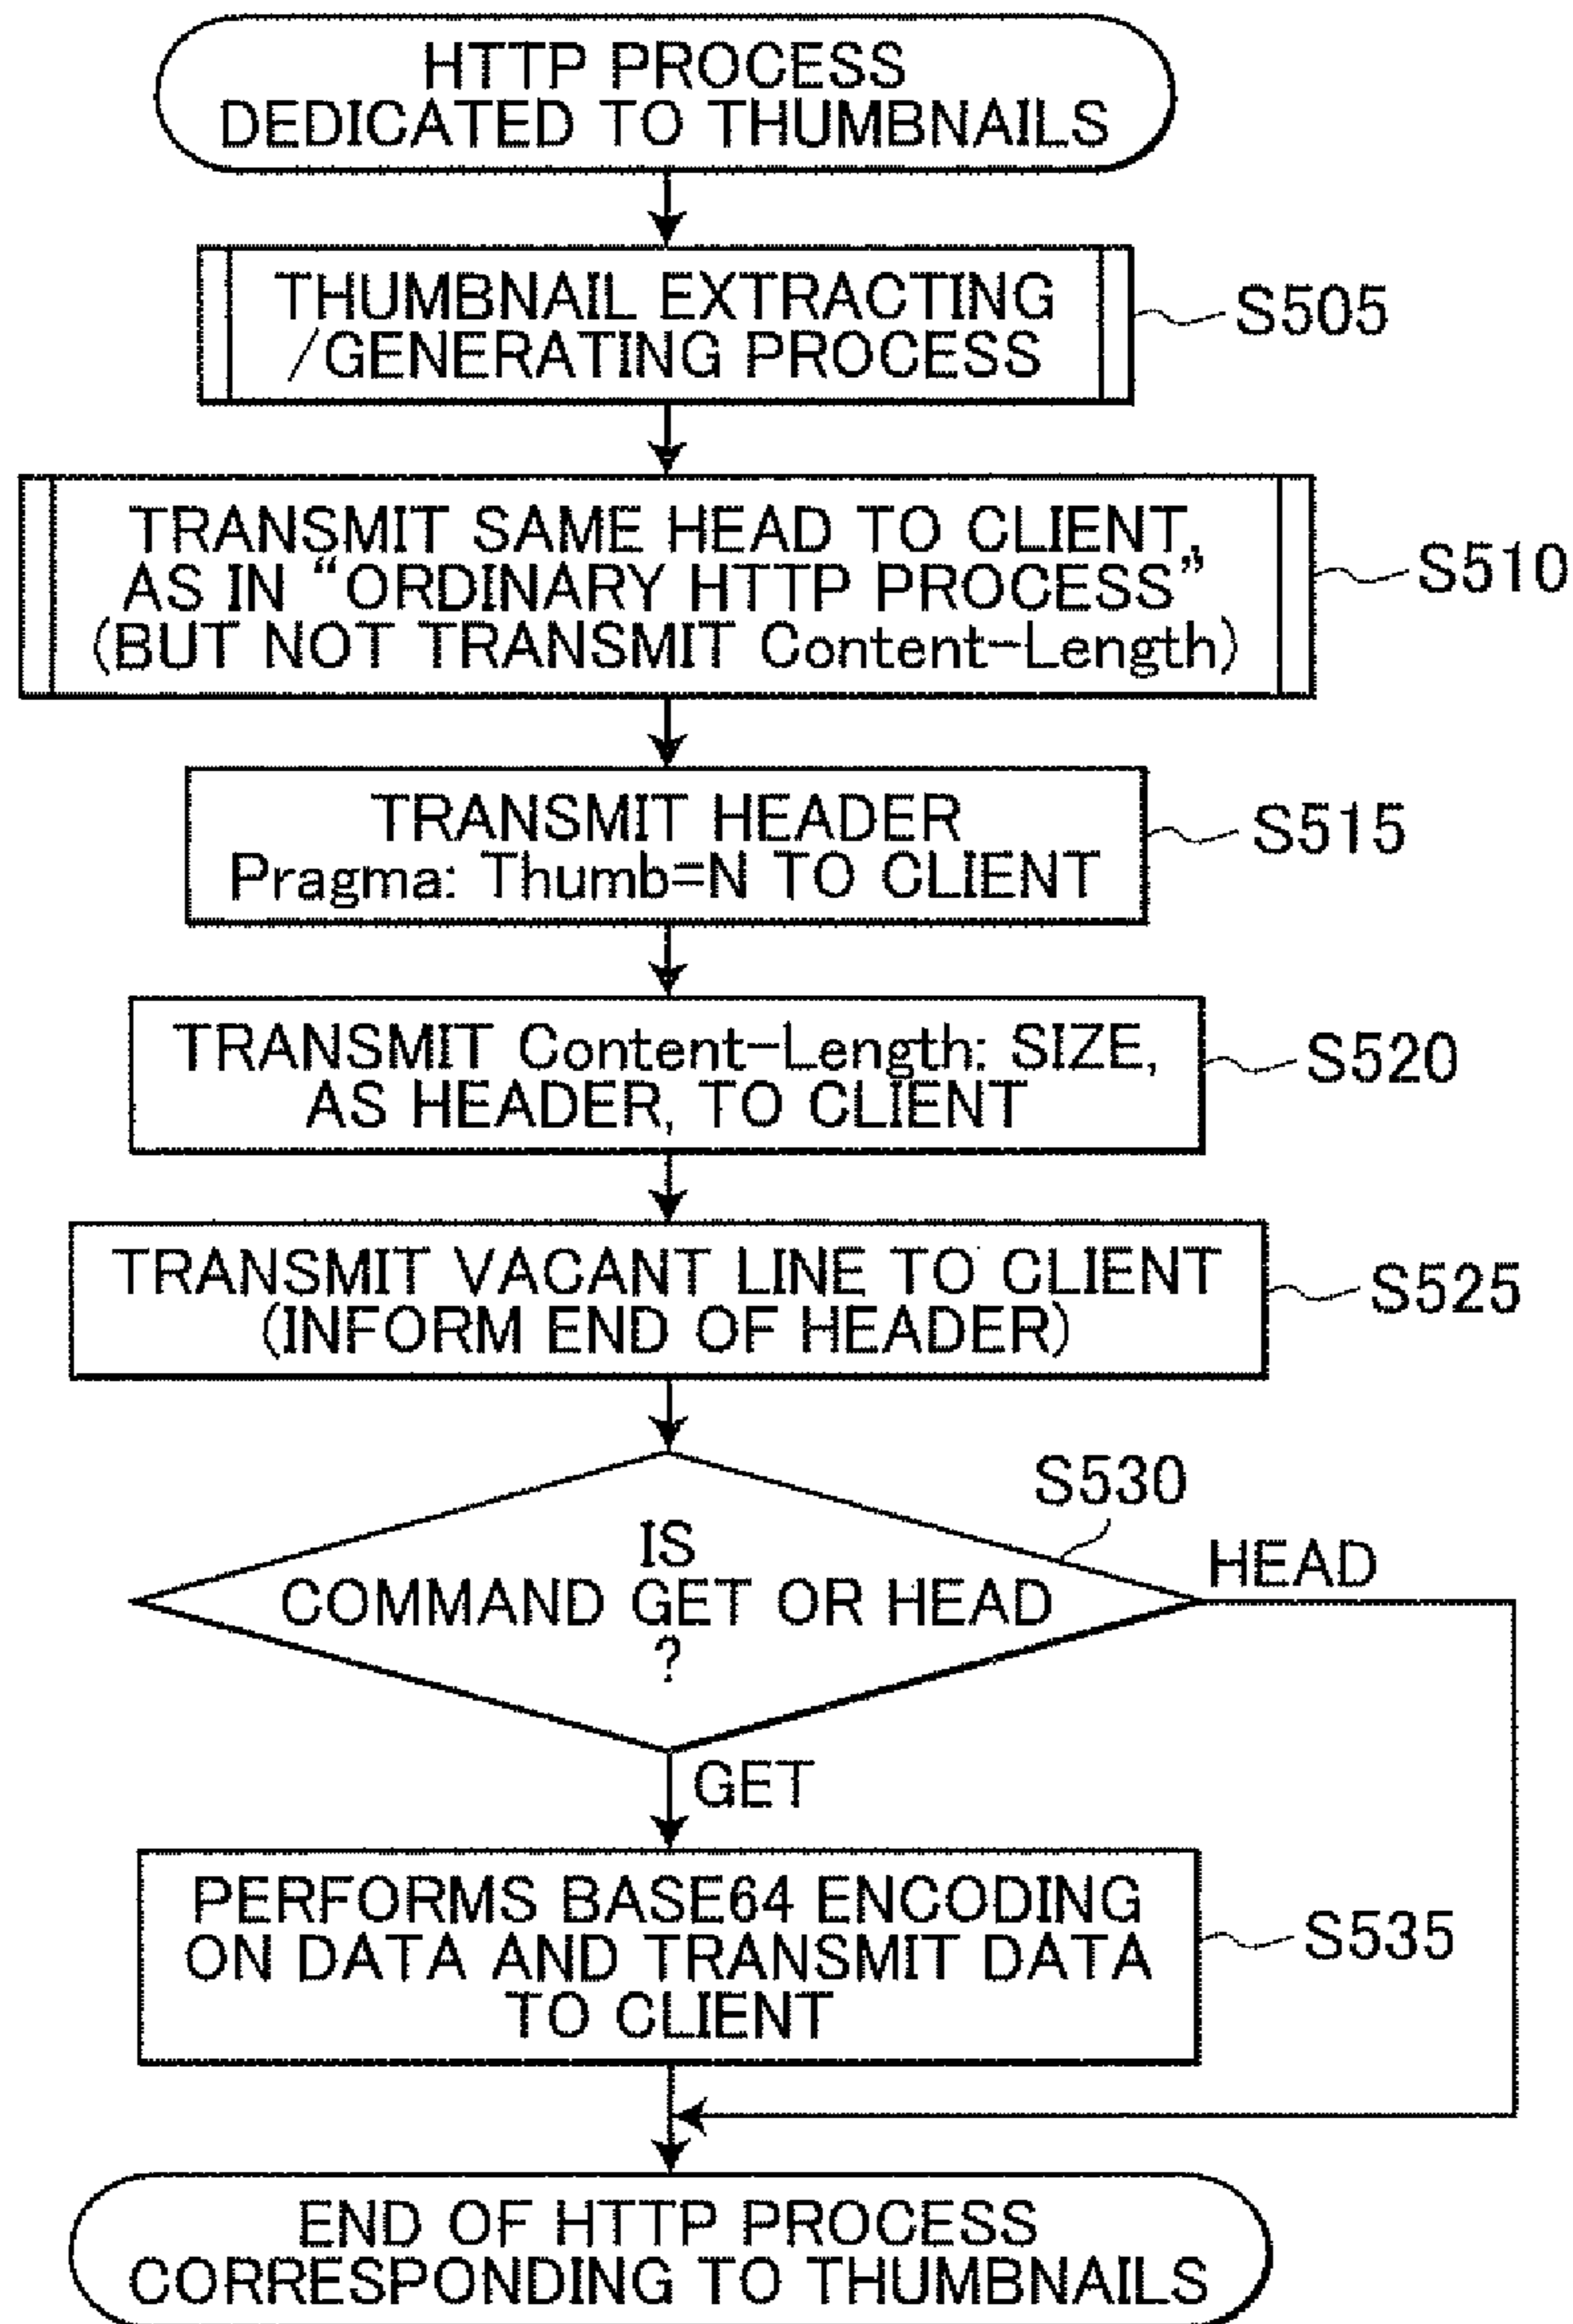 HTTP PROCESS
DEDICATED TO THUMBNAILS
THUMBNAIL EXTRACTING
/GENERATING PROCESS
S505
TRANSMIT SAME HEAD TO CLIENT,
AS IN “ORDINARY HTTP PROCESS”
(BUT NOT TRANSMIT Content-Length)
S510
TRANSMIT HEADER
Pragma: Thumb=N TO CLIENT
S515
TRANSMIT Content-Length: SIZE,
AS HEADER, TO CLIENT
S520
TRANSMIT VACANT LINE TO CLIENT
(INFORM END OF HEADER)
S525
S530
IS
COMMAND GET OR HEAD
?
HEAD
GET
PERFORMS BASE64 ENCODING
ON DATA AND TRANSMIT DATA
TO CLIENT
S535
END OF HTTP PROCESS
CORRESPONDING TO THUMBNAILS